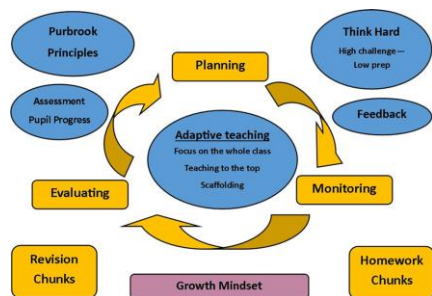 Purbrook
Principles
Think Hard
High challenge—
Low prep
Planning
Assessment
Pupil Progress
Feedback
Adaptive teaching
Focus on the whole class
Teaching to the top
Scaffolding
Evaluating
Monitoring
Revision
Chunks
Homework
Chunks
Growth Mindset